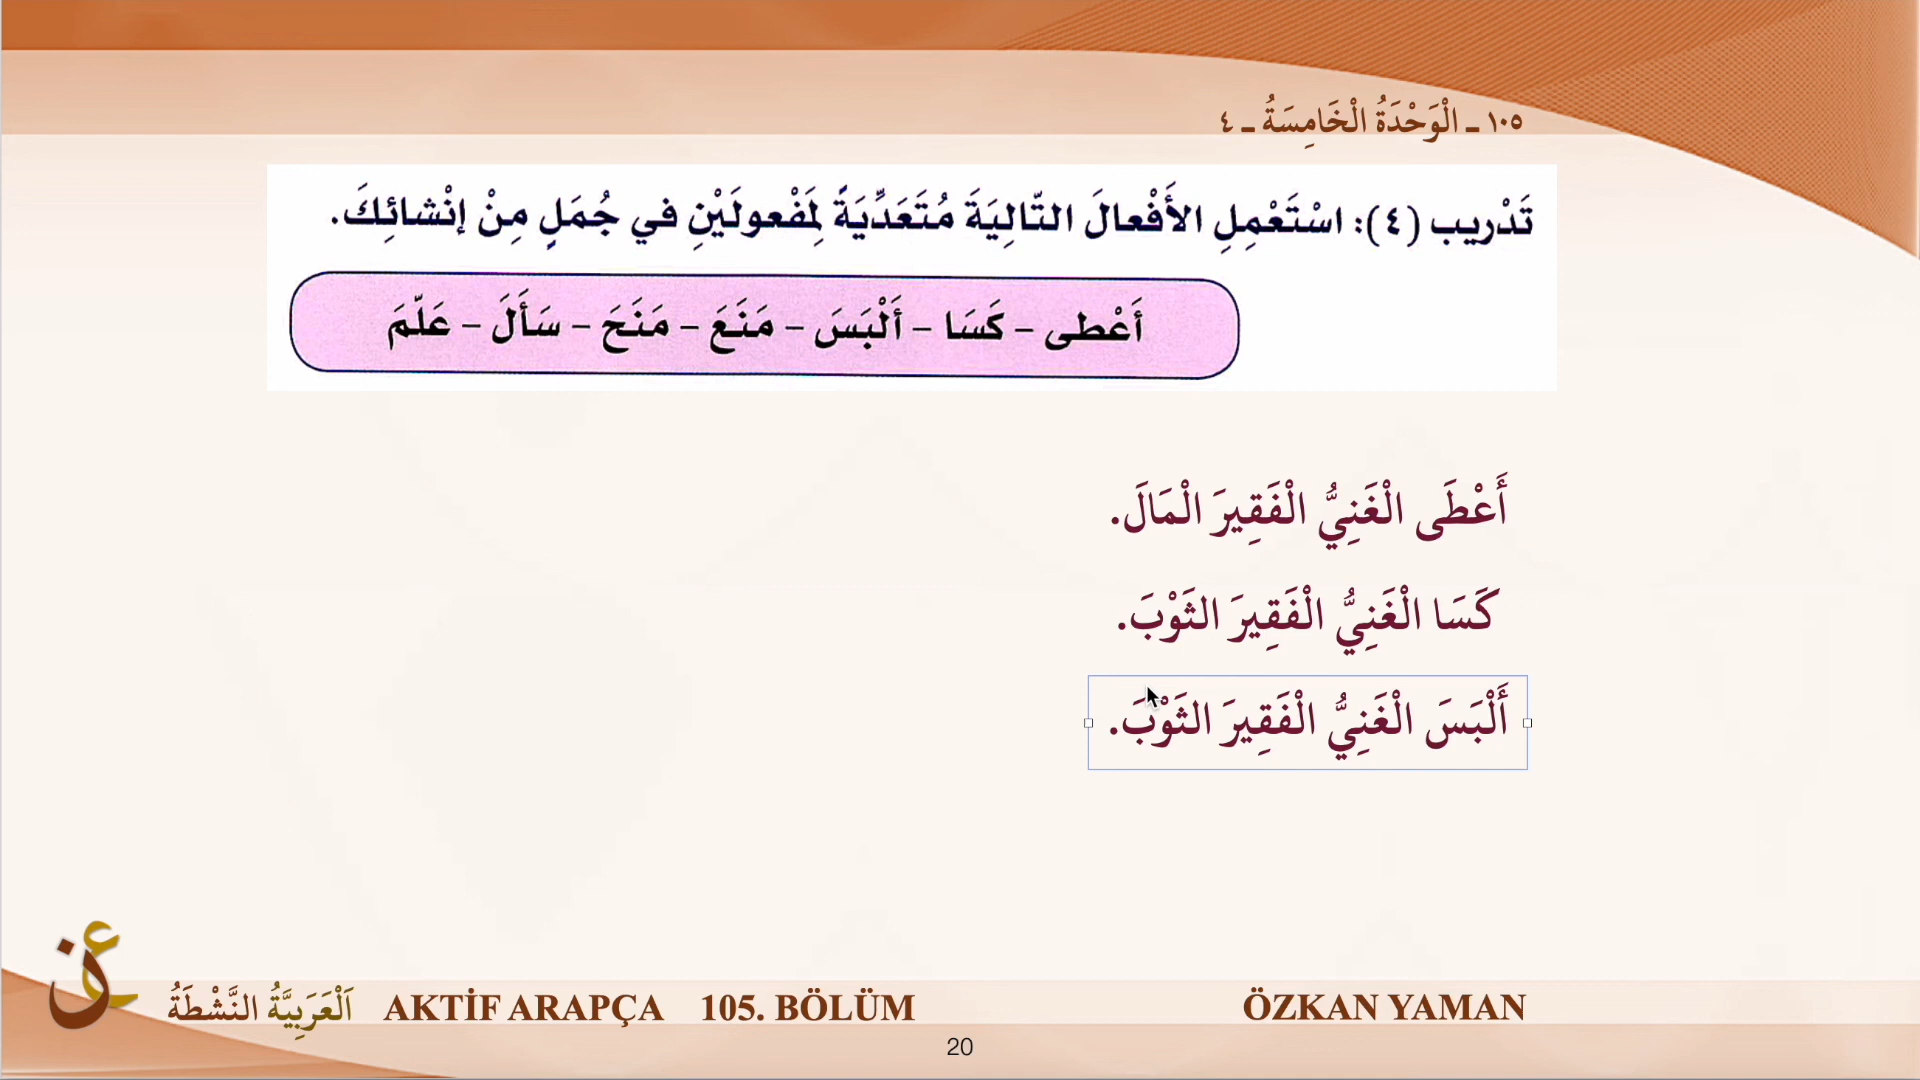 ١٠٥ ـ الْوَحْدَةُ الْخَامِسَةُ ـ ٤
تَدْريب (٤): اسْتَعْمِلِ الأَفْعالَ التّالِيَةَ مُتَعَدِّيَةً لِمَفْعولَيْنِ في جُمَلٍ مِنْ إنْشائِكَ.
أَعْطى – كَسَا – أَلْبَسَ – مَنَعَ – مَنَحَ – سَأَلَ – عَلّمَ
أَعْطَى الْغَنِيُّ الْفَقِيرَ الْمَالَ.
كَسَا الْغَنِيُّ الْفَقِيرَ الثَوْبَ.
أَلْبَسَ الْغَنِيُّ الْفَقِيرَ الثَوْبَ.
اَلْعَرَبِيَّةُ النَّشْطَةُ AKTİF ARAPÇA 105. BÖLÜM ÖZKAN YAMAN
20